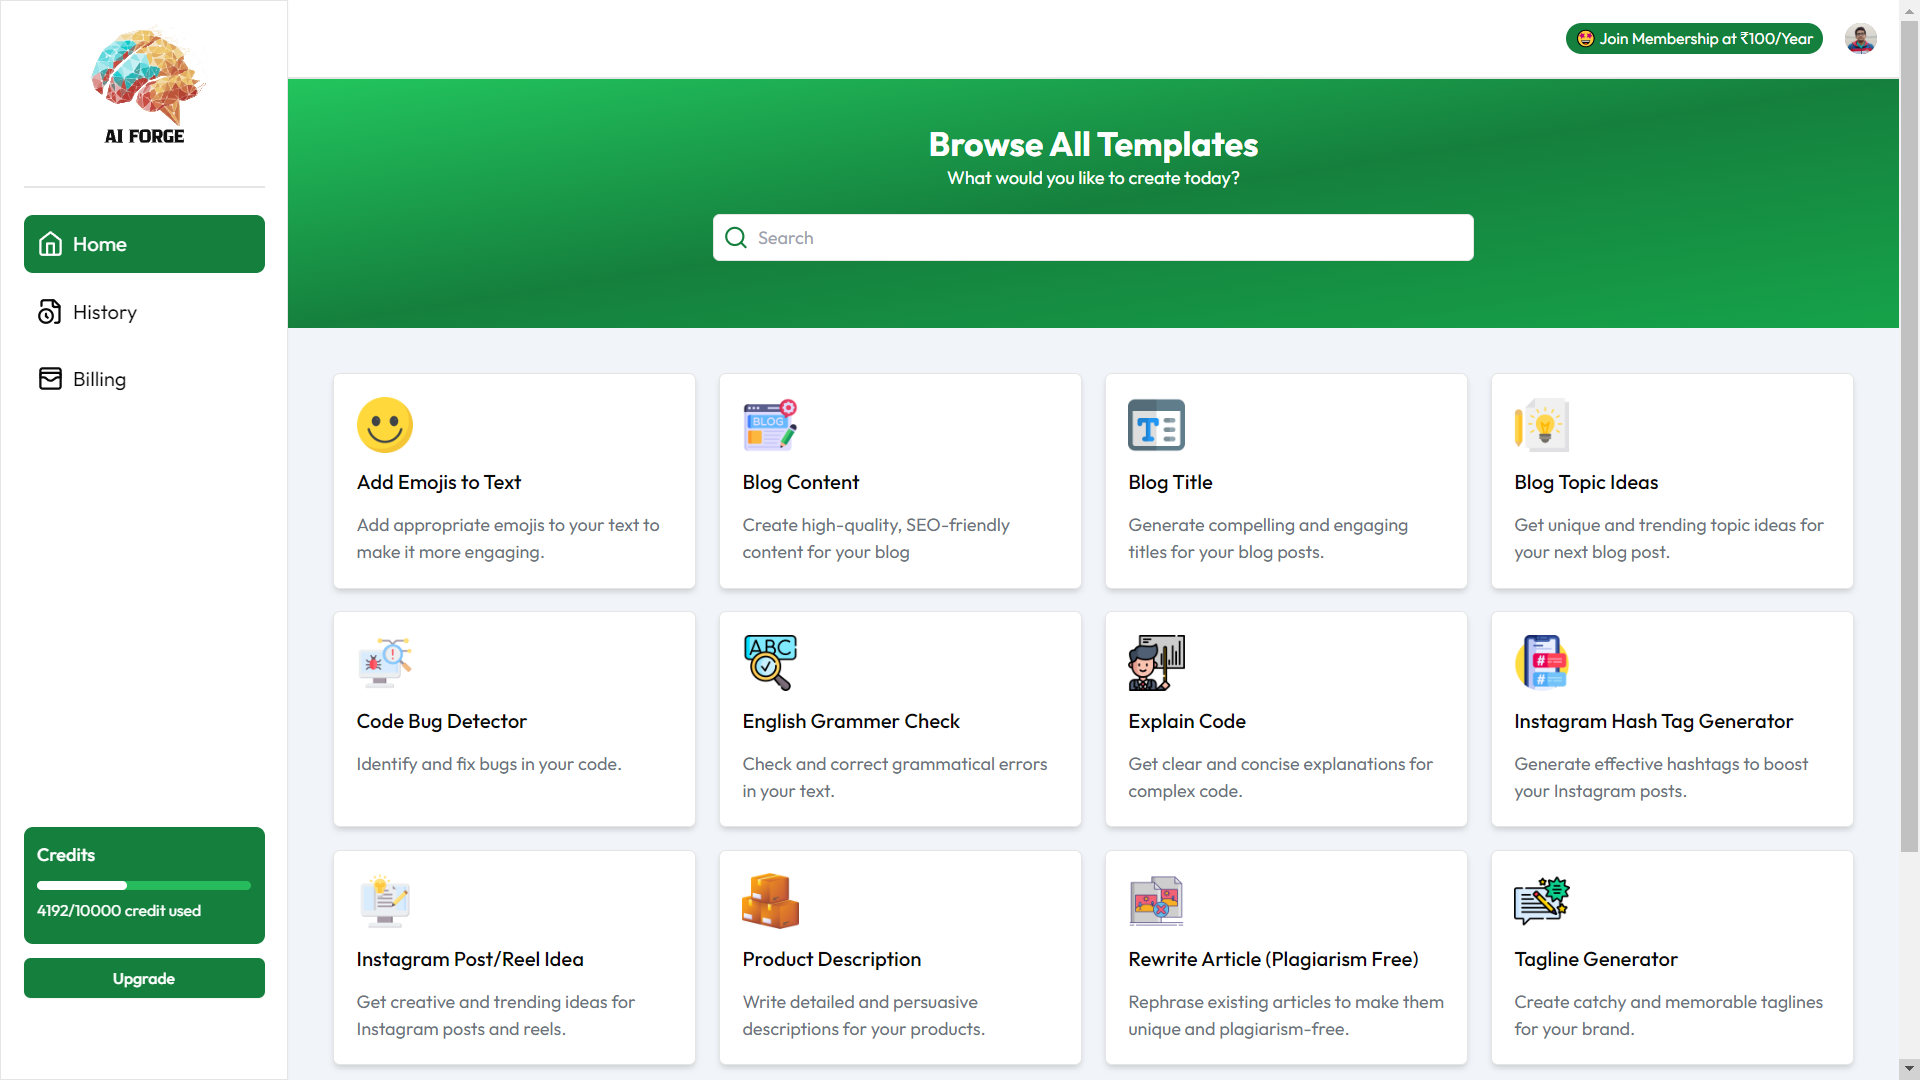 AI FORGE
Home
History
Billing
Credits
4192/10000 credit used
Upgrade
Join Membership at ₹100/Year
Browse All Templates
What would you like to create today?
Search
Add Emojis to Text
Add appropriate emojis to your text to
make it more engaging.
BLOG
Blog Content
Create high-quality, SEO-friendly
content for your blog
T
Blog Title
Generate compelling and engaging
titles for your blog posts.
Blog Topic Ideas
Get unique and trending topic ideas for
your next blog post.
Code Bug Detector
Identify and fix bugs in your code.
ABC
English Grammer Check
Check and correct grammatical errors
in your text.
Explain Code
Get clear and concise explanations for
complex code.
#
#
Instagram Hash Tag Generator
Generate effective hashtags to boost
your Instagram posts.
Instagram Post/Reel Idea
Get creative and trending ideas for
Instagram posts and reels.
Product Description
Write detailed and persuasive
descriptions for your products.
Rewrite Article (Plagiarism Free)
Rephrase existing articles to make them
unique and plagiarism-free.
Tagline Generator
Create catchy and memorable taglines
for your brand.